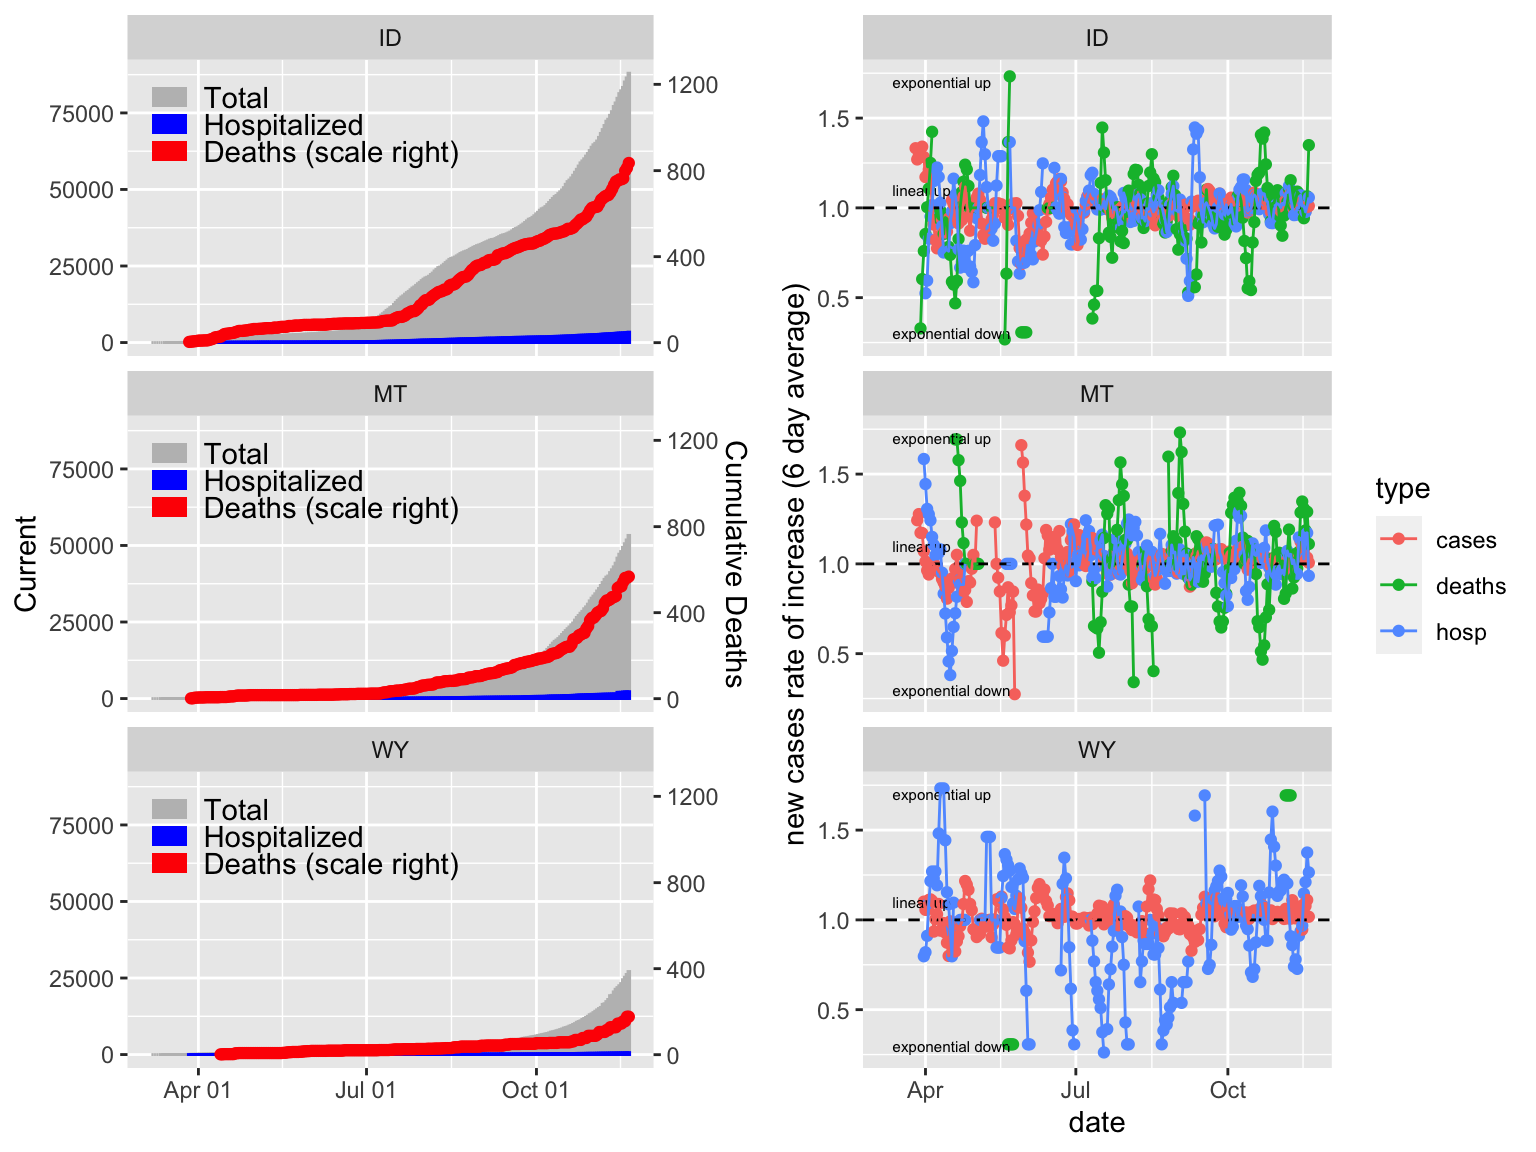 ID
Total
Hospitalized
Deaths (scale right)
75000
50000
25000
0
1200
800
400
0
MT
Total
Hospitalized
Deaths (scale right)
75000
50000
25000
0
1200
800
400
0
WY
Total
Hospitalized
Deaths (scale right)
75000
50000
25000
0
1200
800
400
0
Apr 01
Jul 01
Oct 01
Current
Cumulative Deaths
new cases rate of increase (6 day average)
ID
exponential up
linear up
exponential down
1.5
1.0
0.5
MT
exponential up
linear up
exponential down
1.5
1.0
0.5
WY
exponential up
linear up
exponential down
1.5
1.0
0.5
Apr
Jul
Oct
date
type
cases
deaths
hosp